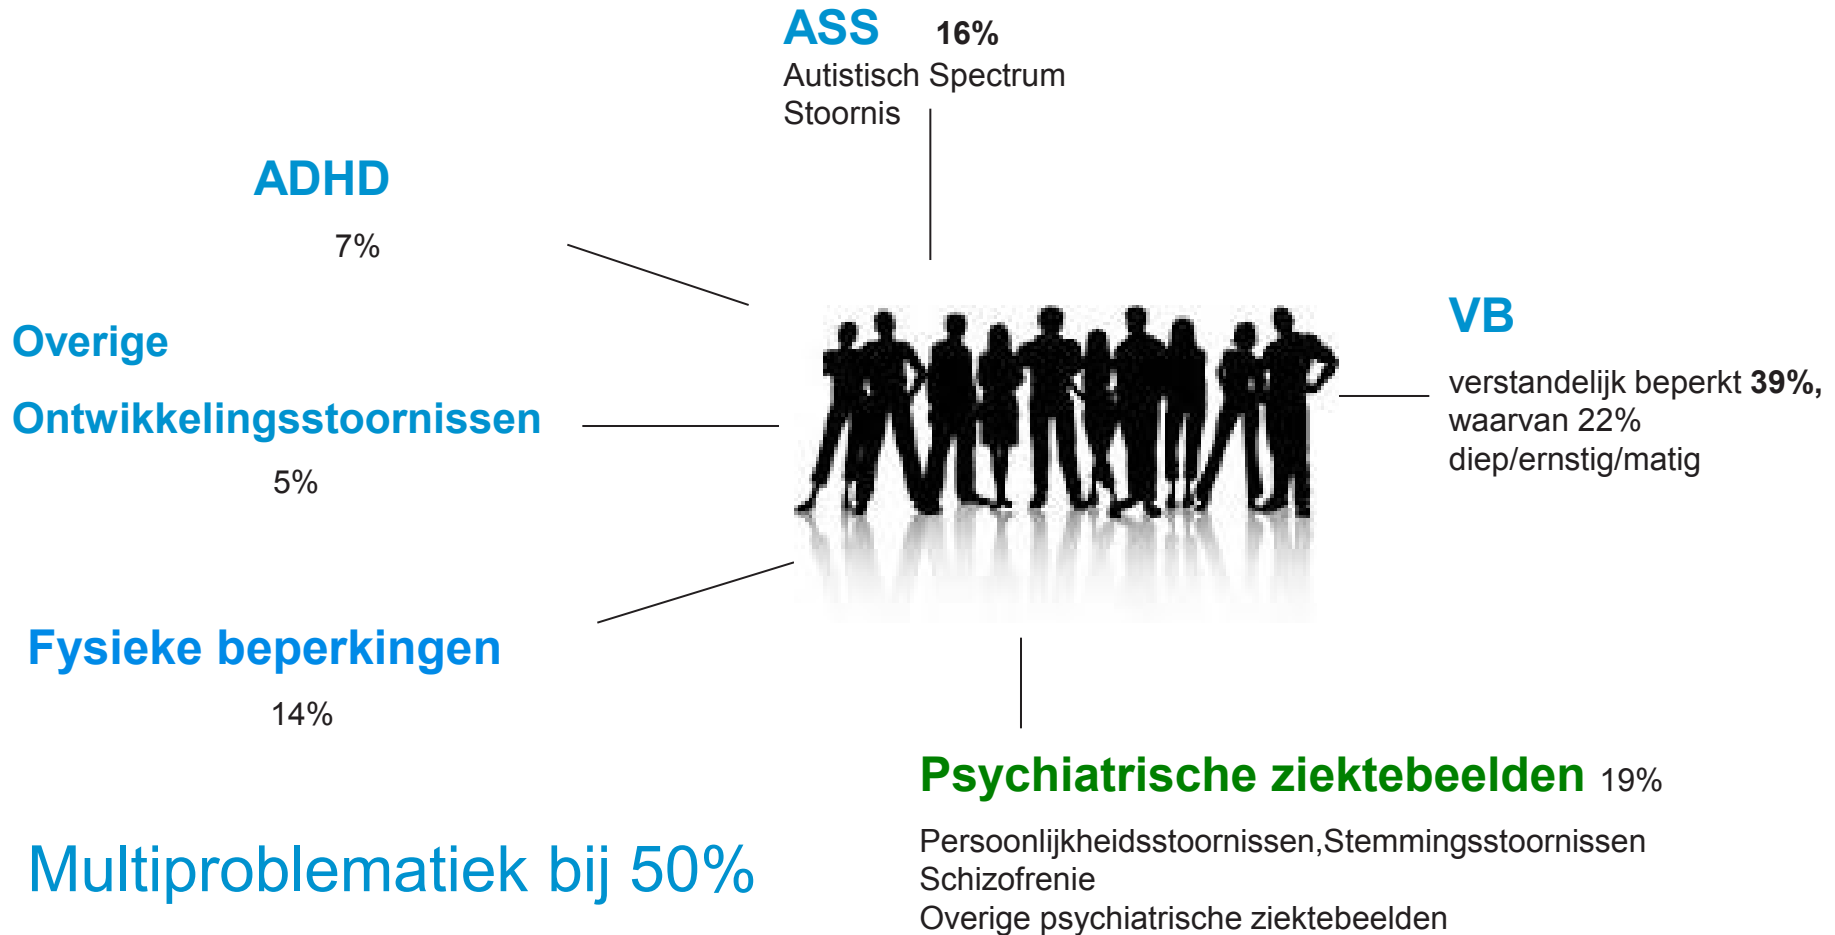 ASS 16%
Autistisch Spectrum
Stoornis
ADHD
7%
Overige
Ontwikkelingsstoornissen
5%
VB
verstandelijk beperkt 39%,
waarvan 22%
diep/ernstig/matig
Fysieke beperkingen
14%
Psychiatrische ziektebeelden 19%
Persoonlijkheidsstoornissen,Stemmingsstoornissen
Schizofrenie
Overige psychiatrische ziektebeelden
Multiproblematiek bij 50%